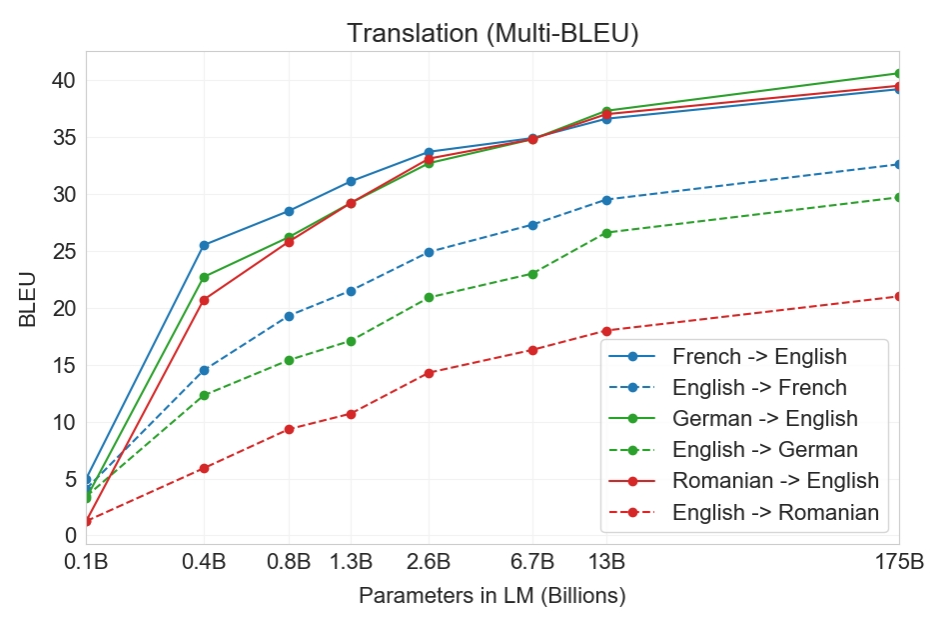 Translation (Multi-BLEU)
BLEU
40
35
30
25
20
15
10
5
0
French -> English
English -> French
German -> English
English -> German
Romanian -> English
English -> Romanian
0.1B 0.4B 0.8B 1.3B 2.6B 6.7B 13B 175B
Parameters in LM (Billions)